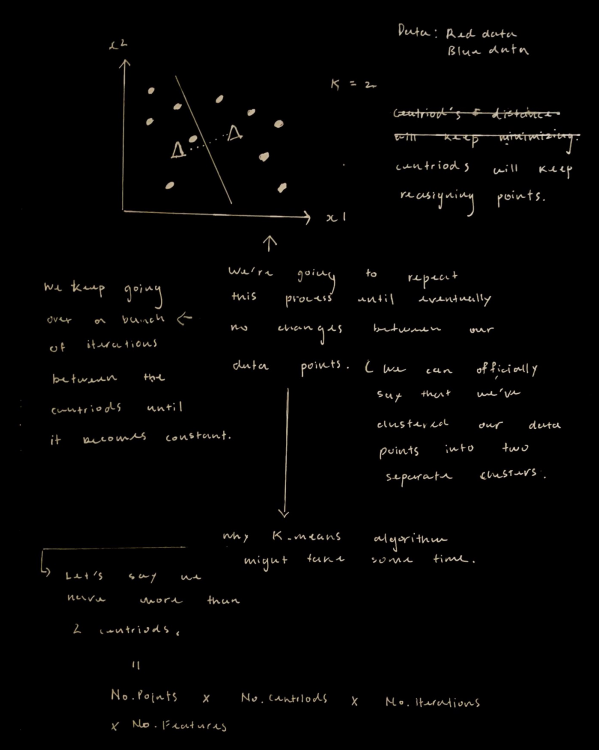 x2
Data: Red data
Blue data
K = 2
centriod's & distance
will keep minimizing.
centriods will keep
reasigning points.
x1
We're going to repeat
this process until eventually
no changes between our
data points. ( we can officially
say that we've
clustered our data
points into two
separate clusters.
We keep going
over a bunch
of iterations
between the
centriods until
it becomes constant.
why K-means algorithm
might take some time.
Let's say we
have more than
2 centriods.
No.Points x No.Centriods x No.Iterations
x No.Features